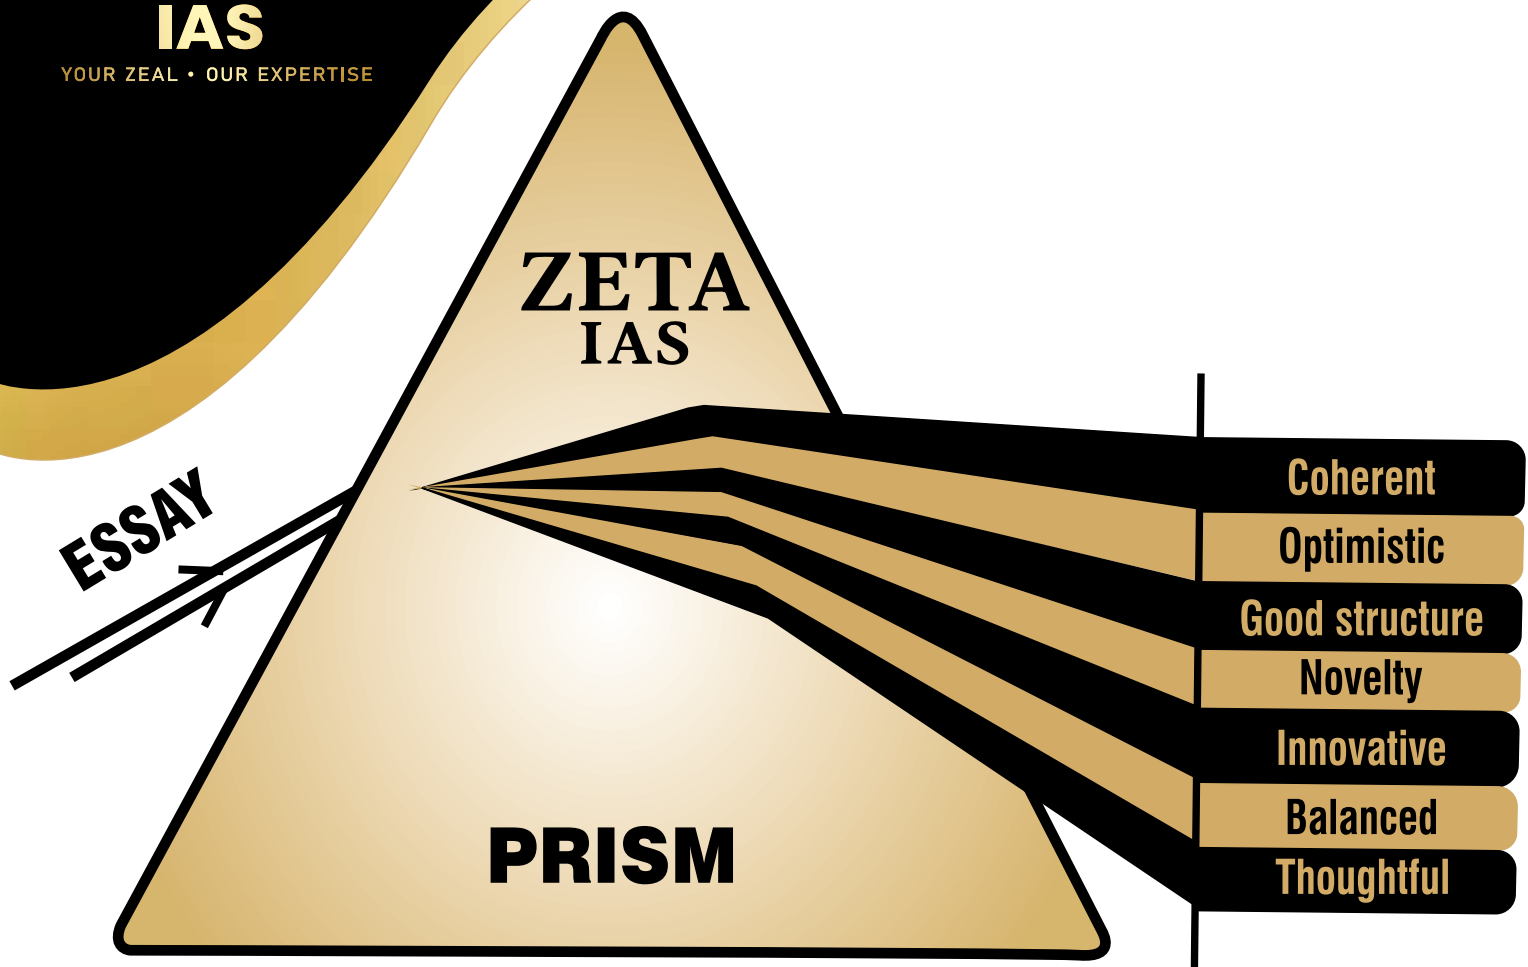 IAS
YOUR ZEAL • OUR EXPERTISE
ZETA
IAS
ESSAY
Coherent
Optimistic
Good structure
Novelty
Innovative
Balanced
Thoughtful
PRISM